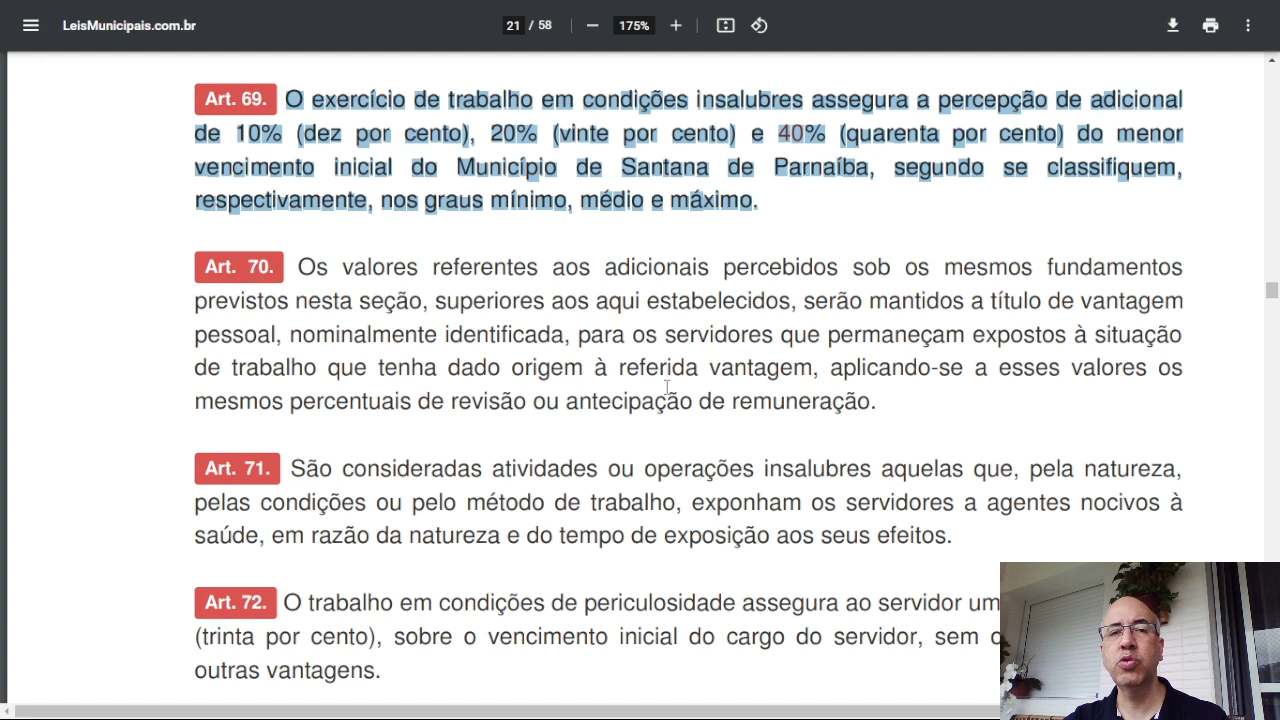 LeisMunicipais.com.br 21 / 58 175%
Art. 69. O exercício de trabalho em condições insalubres assegura a percepção de adicional
de 10% (dez por cento), 20% (vinte por cento) e 40% (quarenta por cento) do menor
vencimento inicial do Município de Santana de Parnaíba, segundo se classifiquem,
respectivamente, nos graus mínimo, médio e máximo.
Art. 70. Os valores referentes aos adicionais percebidos sob os mesmos fundamentos
previstos nesta seção, superiores aos aqui estabelecidos, serão mantidos a título de vantagem
pessoal, nominalmente identificada, para os servidores que permaneçam expostos à situação
de trabalho que tenha dado origem à referida vantagem, aplicando-se a esses valores os
mesmos percentuais de revisão ou antecipação de remuneração.
Art. 71. São consideradas atividades ou operações insalubres aquelas que, pela natureza,
pelas condições ou pelo método de trabalho, exponham os servidores a agentes nocivos à
saúde, em razão da natureza e do tempo de exposição aos seus efeitos.
Art. 72. O trabalho em condições de periculosidade assegura ao servidor um
(trinta por cento), sobre o vencimento inicial do cargo do servidor, sem
outras vantagens.